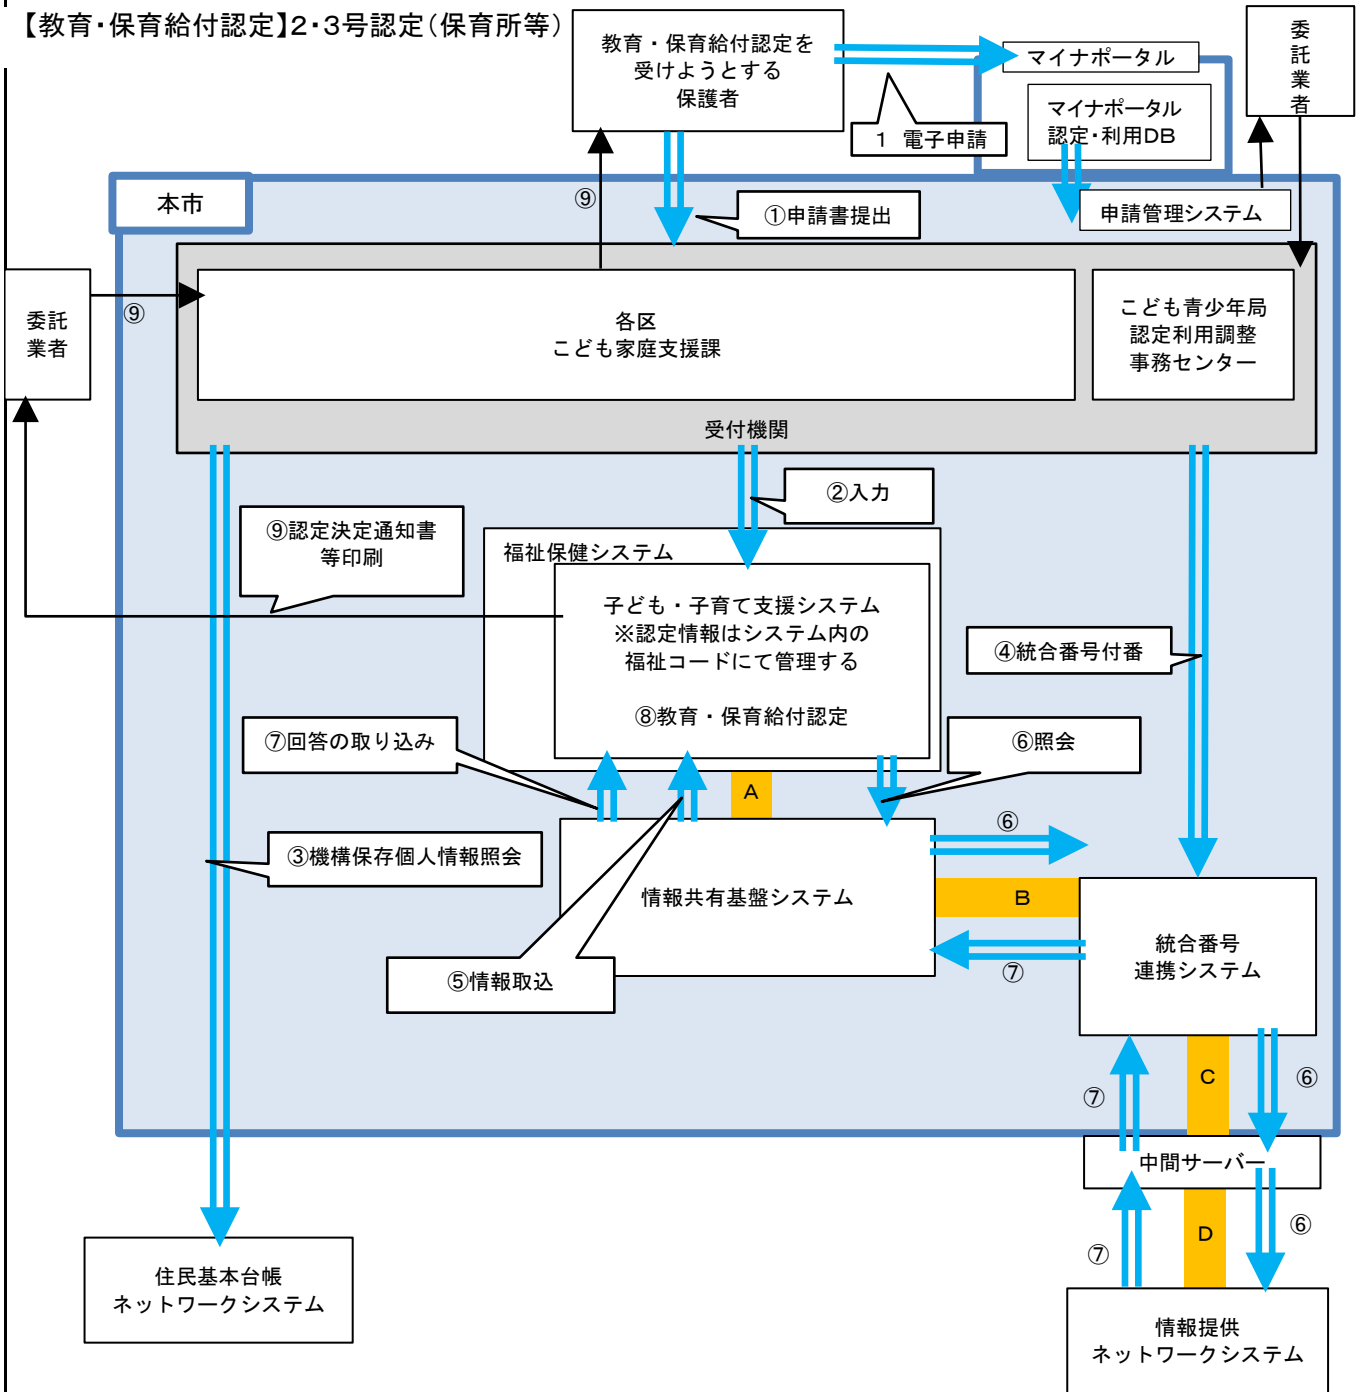 【教育・保育給付認定】2・3号認定（保育所等）
教育・保育給付認定を
受けようとする
保護者
マイナポータル
マイナポータル
認定・利用DB
委
託
業
者
1 電子申請
本市
⑨
①申請書提出
申請管理システム
委託
業者
⑨
各区
こども家庭支援課
こども青少年局
認定利用調整
事務センター
受付機関
②入力
⑨認定決定通知書
等印刷
福祉保健システム
子ども・子育て支援システム
※認定情報はシステム内の
福祉コードにて管理する
⑧教育・保育給付認定
④統合番号付番
⑦回答の取り込み
⑥照会
A
③機構保存個人情報照会
⑥
情報共有基盤システム
B
⑤情報取込
⑦
統合番号
連携システム
C
⑥
⑦
中間サーバー
D
⑥
⑦
住民基本台帳
ネットワークシステム
情報提供
ネットワークシステム